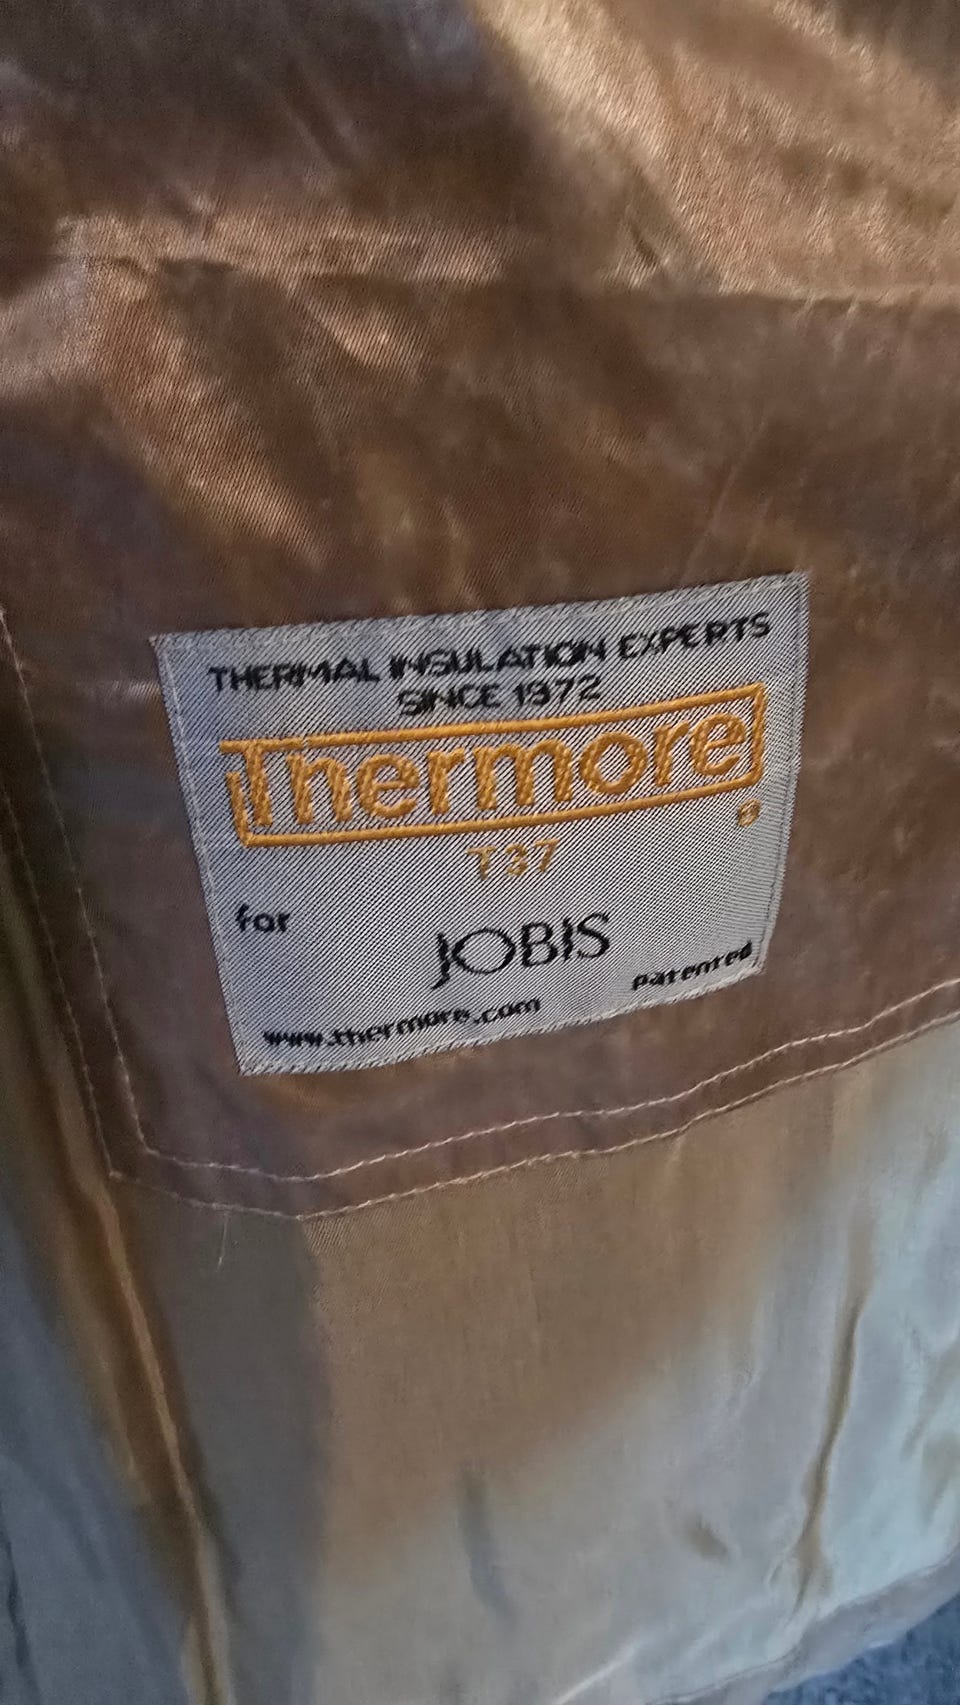 THERMAL INSULATION EXPERTS
SINCE 1972
Thermore
®
T37
for
JOBIS
Patented
www.thermore.com